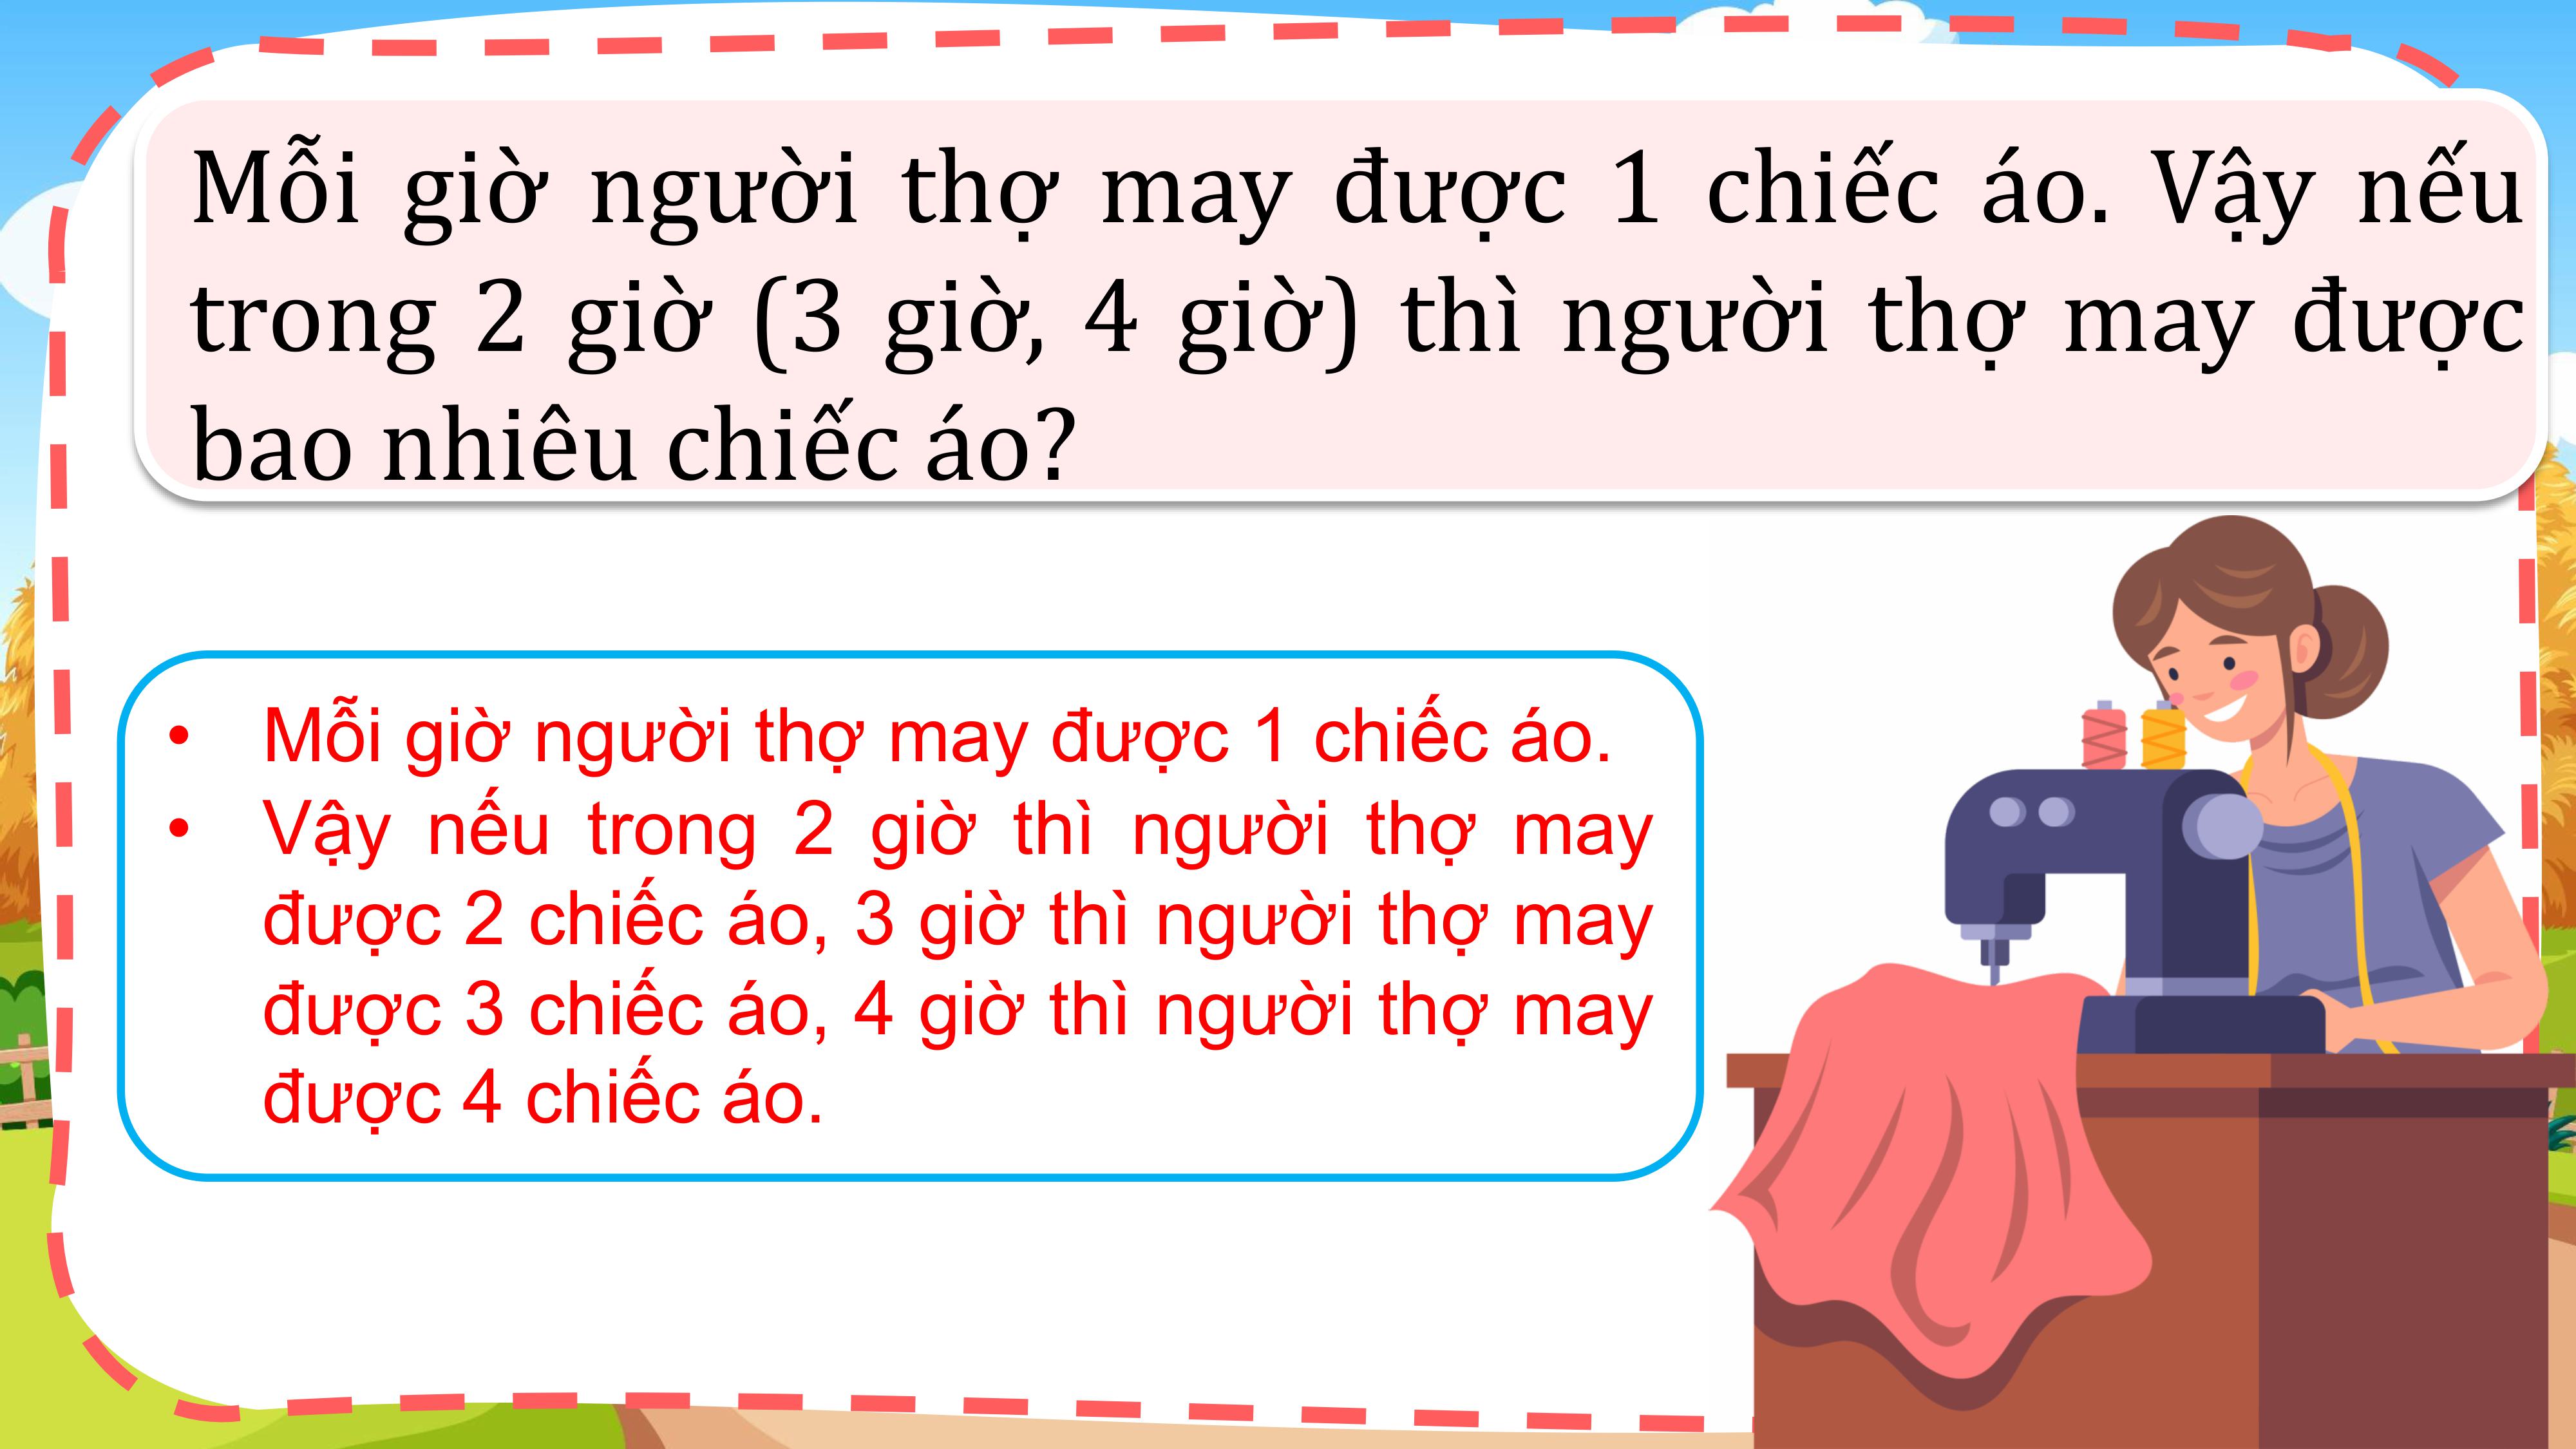 Mỗi giờ người thợ may được 1 chiếc áo. Vậy nếu
trong 2 giờ (3 giờ, 4 giờ) thì người thợ may được
bao nhiêu chiếc áo?
• Mỗi giờ người thợ may được 1 chiếc áo.
• Vậy nếu trong 2 giờ thì người thợ may
được 2 chiếc áo, 3 giờ thì người thợ may
được 3 chiếc áo, 4 giờ thì người thợ may
được 4 chiếc áo.